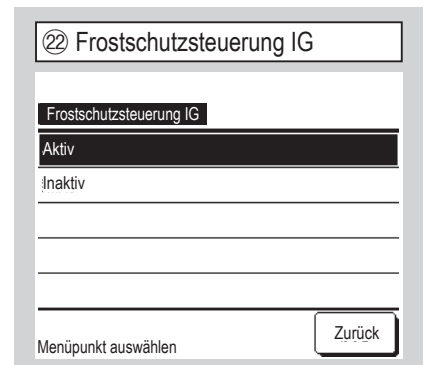 ㉒ Frostschutzsteuerung IG
Frostschutzsteuerung IG
Aktiv
Inaktiv
Zurück
Menüpunkt auswählen